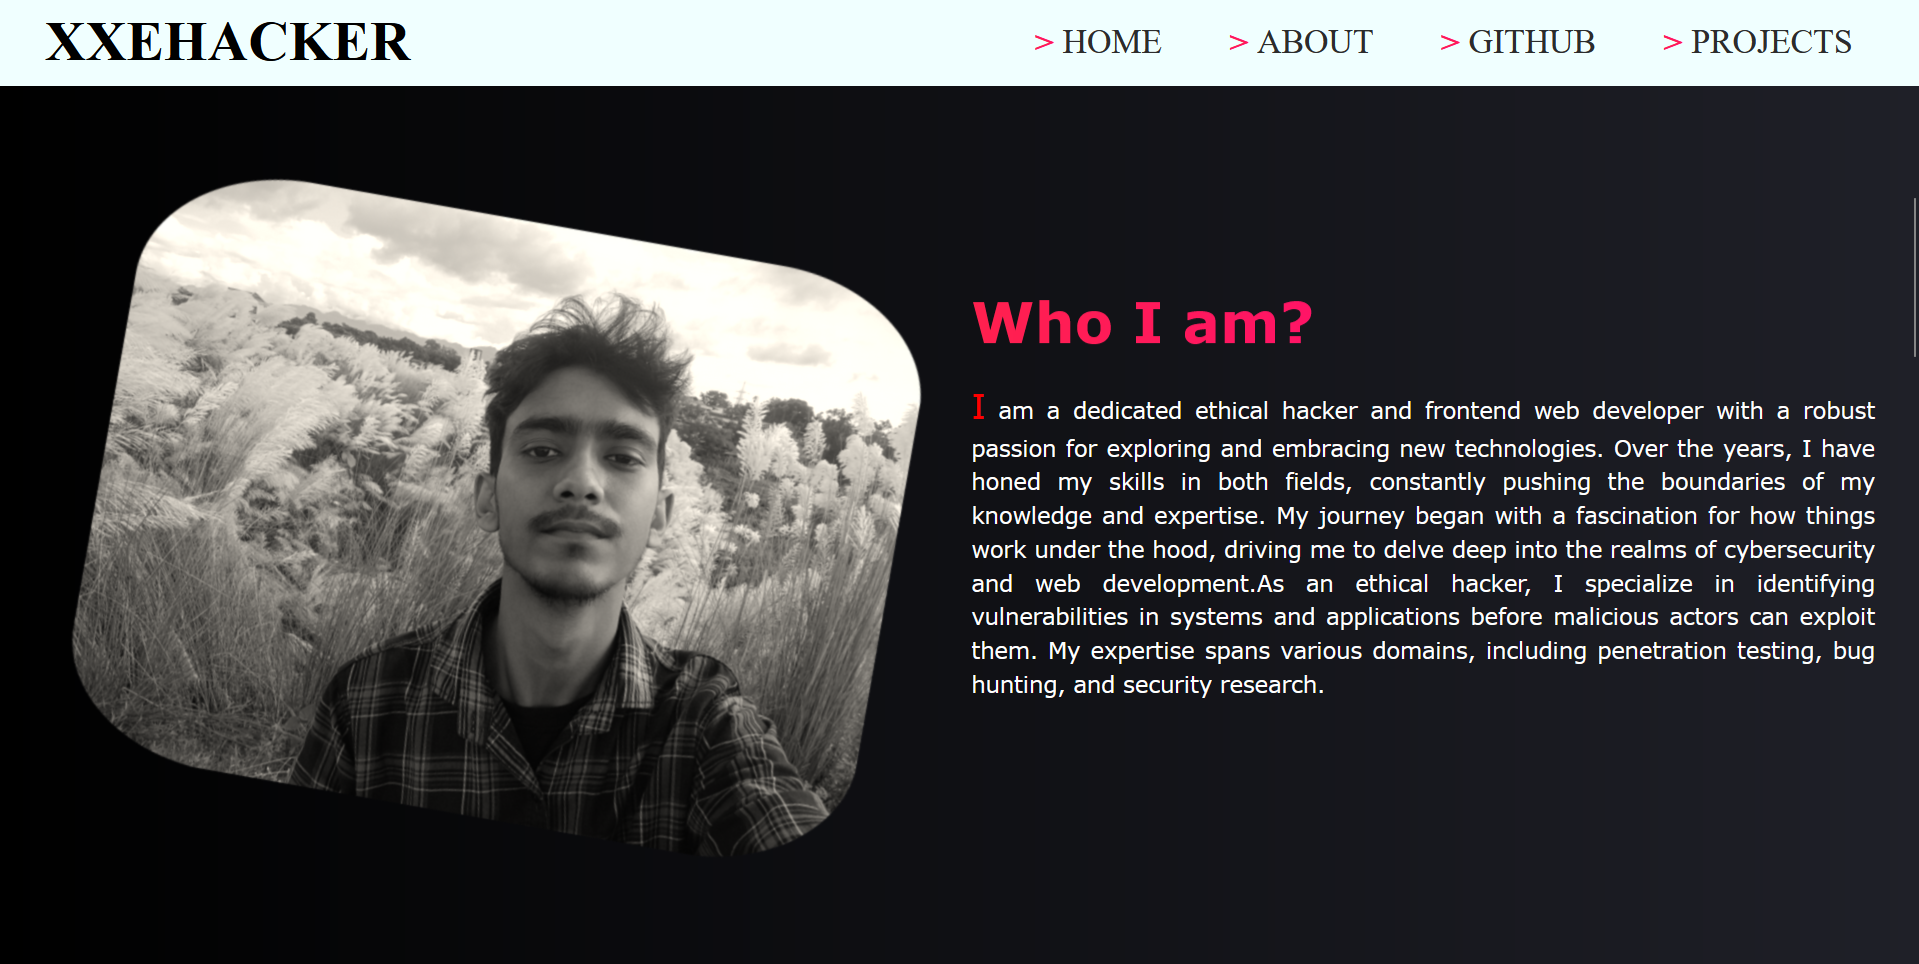 XXEHACKER
> HOME > ABOUT > GITHUB > PROJECTS
Who I am?
I am a dedicated ethical hacker and frontend web developer with a robust
passion for exploring and embracing new technologies. Over the years, I have
honed my skills in both fields, constantly pushing the boundaries of my
knowledge and expertise. My journey began with a fascination for how things
work under the hood, driving me to delve deep into the realms of cybersecurity
and web development.As an ethical hacker, I specialize in identifying
vulnerabilities in systems and applications before malicious actors can exploit
them. My expertise spans various domains, including penetration testing, bug
hunting, and security research.